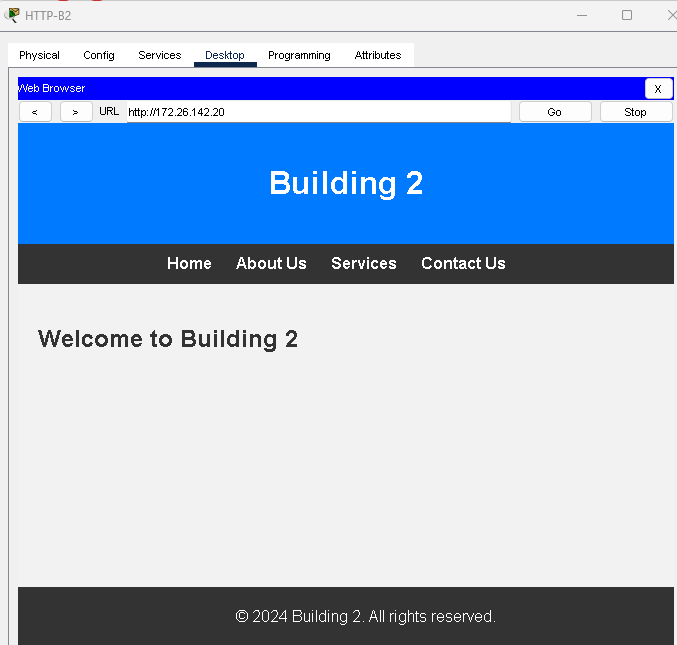 HTTP-B2
Physical Config Services Desktop Programming Attributes
Web Browser X
< > URL http://172.26.142.20 Go Stop
Building 2
Home About Us Services Contact Us
Welcome to Building 2
© 2024 Building 2. All rights reserved.